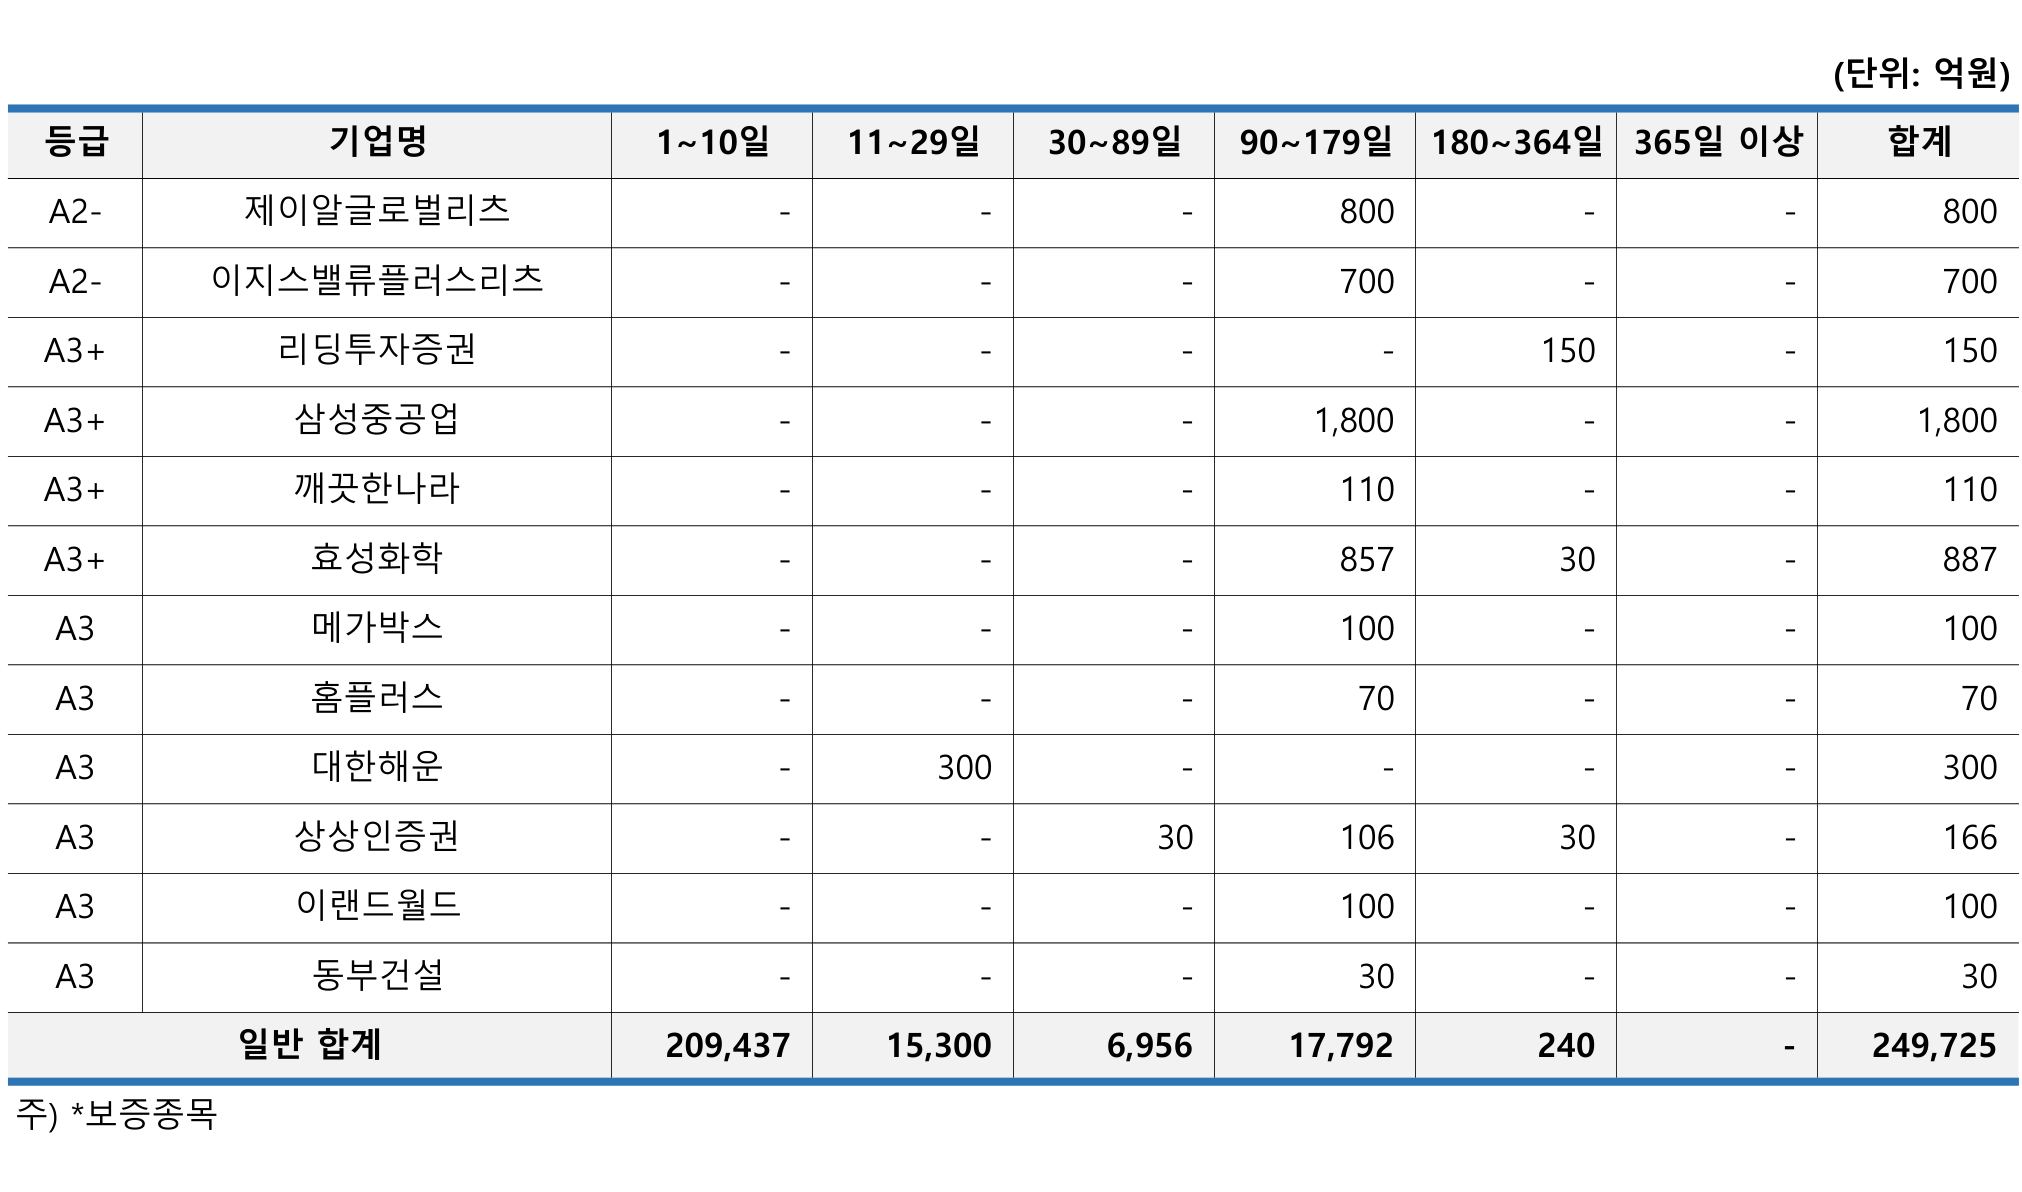 (단위: 억원)
등급 기업명 1~10일 11~29일 30~89일 90~179일 180~364일 365일 이상 합계
A2- 제이알글로벌리츠 - - - 800 - - 800
A2- 이지스밸류플러스리츠 - - - 700 - - 700
A3+ 리딩투자증권 - - - - 150 - 150
A3+ 삼성중공업 - - - 1,800 - - 1,800
A3+ 깨끗한나라 - - - 110 - - 110
A3+ 효성화학 - - - 857 30 - 887
A3 메가박스 - - - 100 - - 100
A3 홈플러스 - - - 70 - - 70
A3 대한해운 - 300 - - - - 300
A3 상상인증권 - - 30 106 30 - 166
A3 이랜드월드 - - - 100 - - 100
A3 동부건설 - - - 30 - - 30
일반 합계 209,437 15,300 6,956 17,792 240 - 249,725
주) *보증종목